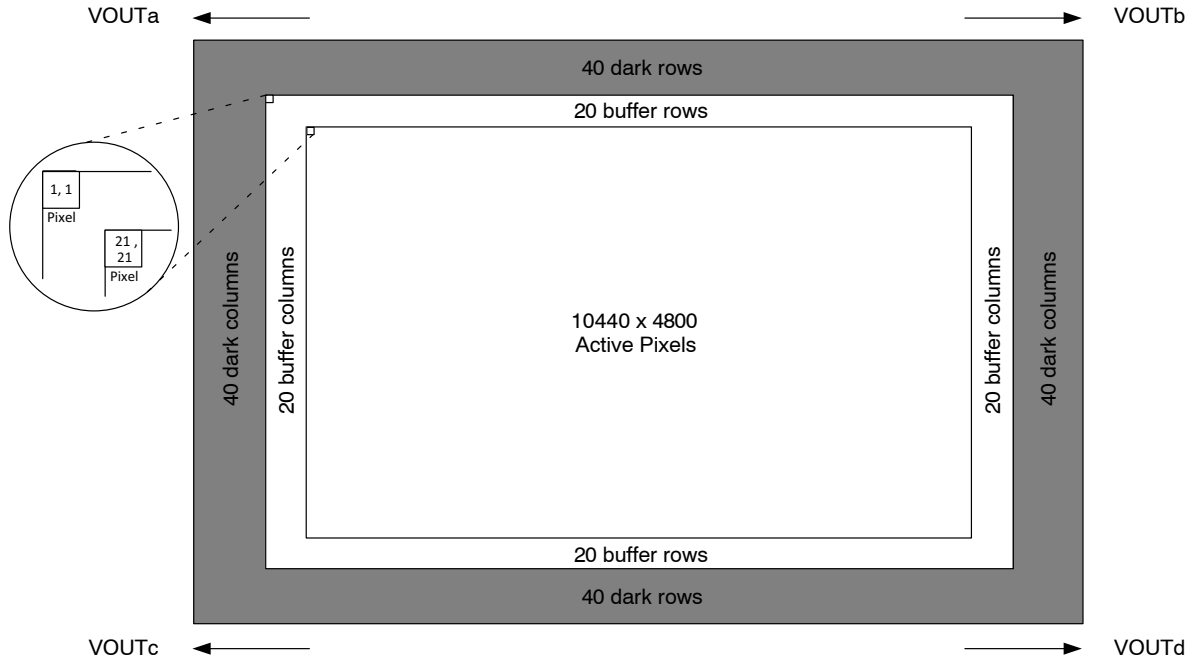 VOUTa
VOUTb
40 dark rows
20 buffer rows
1, 1
Pixel
21 ,
21
Pixel
40 dark columns
20 buffer columns
10440 x 4800
Active Pixels
20 buffer columns
40 dark columns
20 buffer rows
40 dark rows
VOUTc
VOUTd